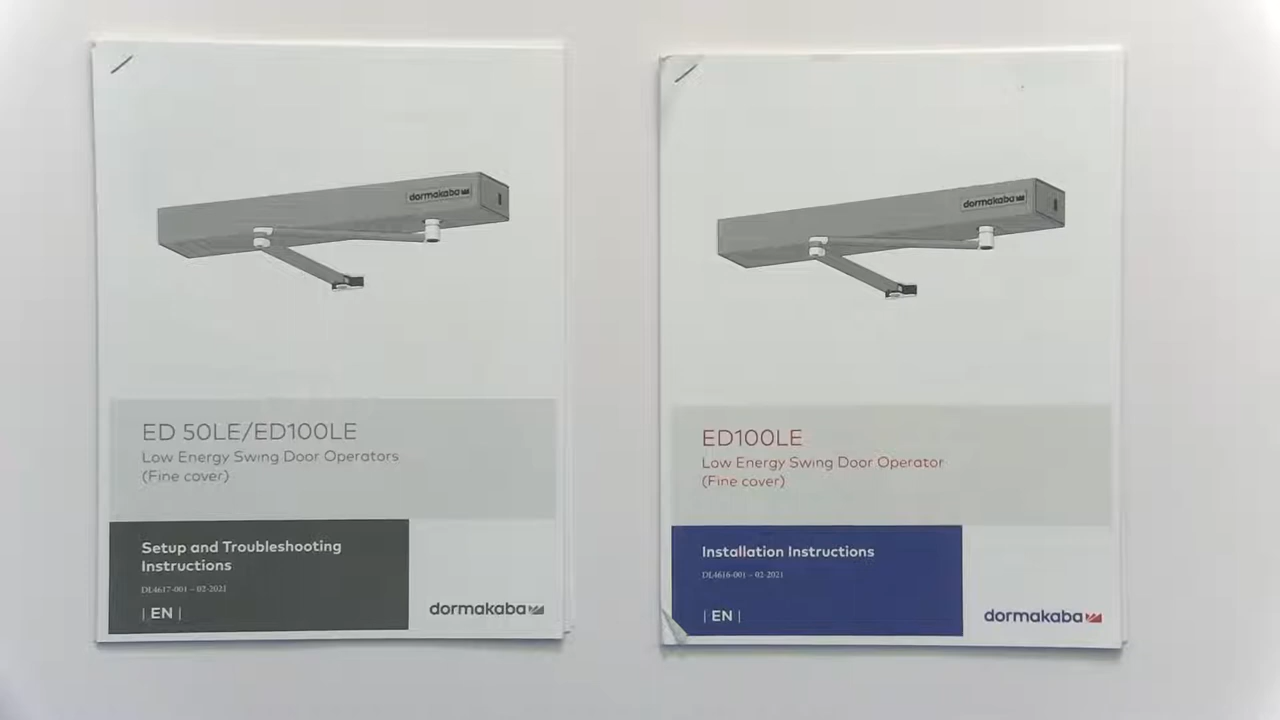 dormakaba
ED 50LE/ED100LE
Low Energy Swing Door Operators
(Fine cover)
Setup and Troubleshooting
Instructions
DL4617-001 – 02-2021
| EN |
dormakaba
dormakaba
ED100LE
Low Energy Swing Door Operator
(Fine cover)
Installation Instructions
DL4616-001 – 02-2021
| EN |
dormakaba